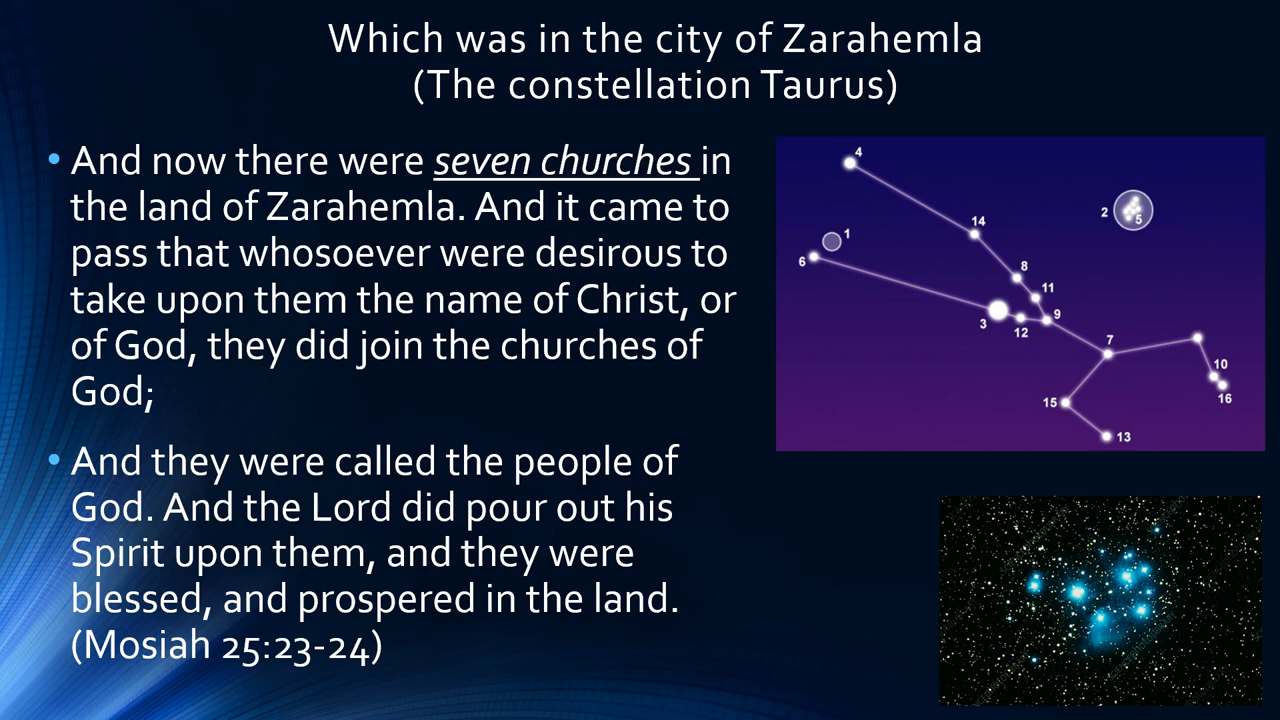 Which was in the city of Zarahemla
(The constellation Taurus)
• And now there were seven churches in
the land of Zarahemla. And it came to
pass that whosoever were desirous to
take upon them the name of Christ, or
of God, they did join the churches of
God;
• And they were called the people of
God. And the Lord did pour out his
Spirit upon them, and they were
blessed, and prospered in the land.
(Mosiah 25:23-24)
4
14
2
5
1
6
8
11
3
12
9
7
10
16
15
13